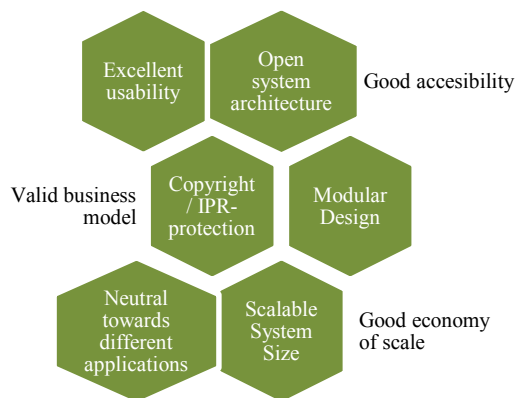 Excellent
usability
Open
system
architecture
Good accesibility
Valid business
model
Copyright
/ IPR-
protection
Modular
Design
Neutral
towards
different
applications
Scalable
System
Size
Good economy
of scale